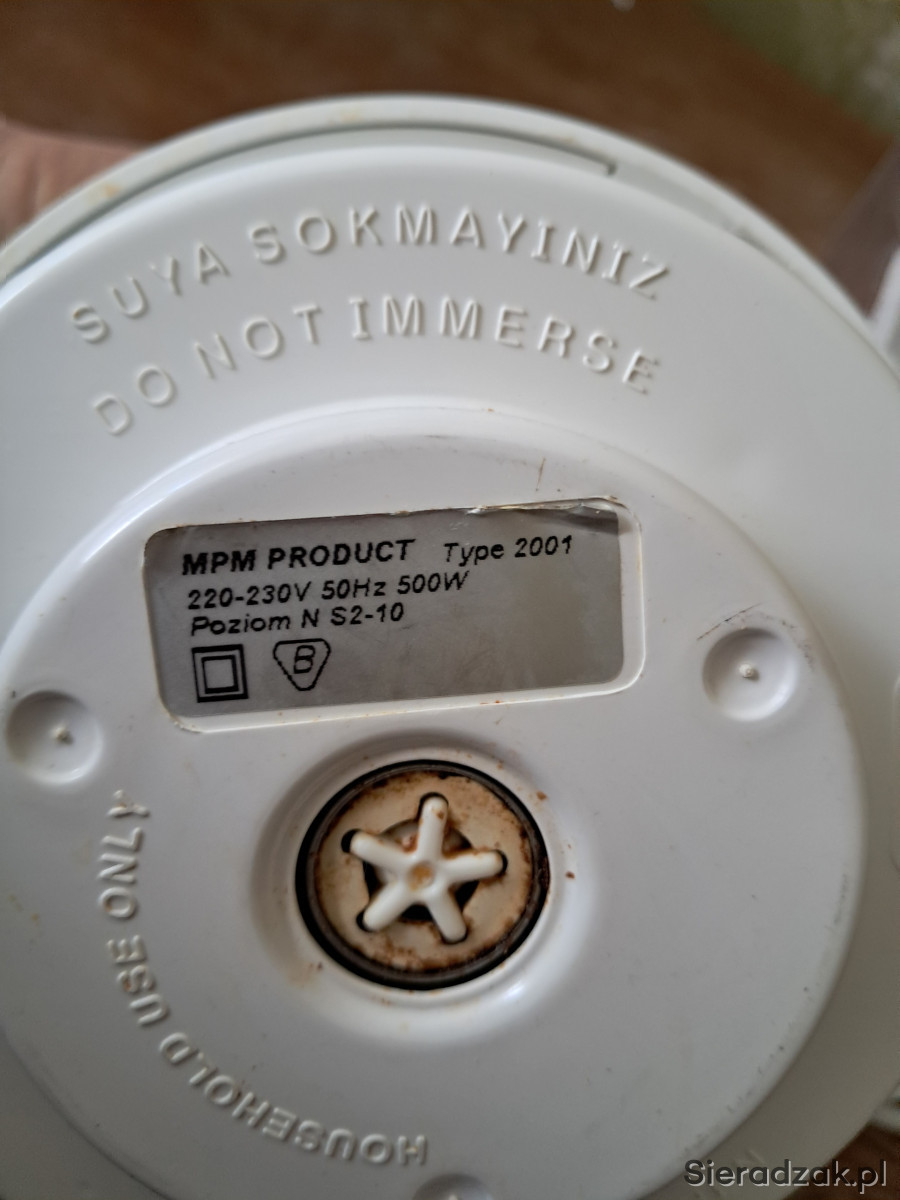 SUYA SOKMAYINIZ
DO NOT IMMERSE
MPM PRODUCT Type 2001
220-230V 50Hz 500W
Poziom N S2-10
B
HOUSEHOLD USE ONLY
Sieradzak.pl